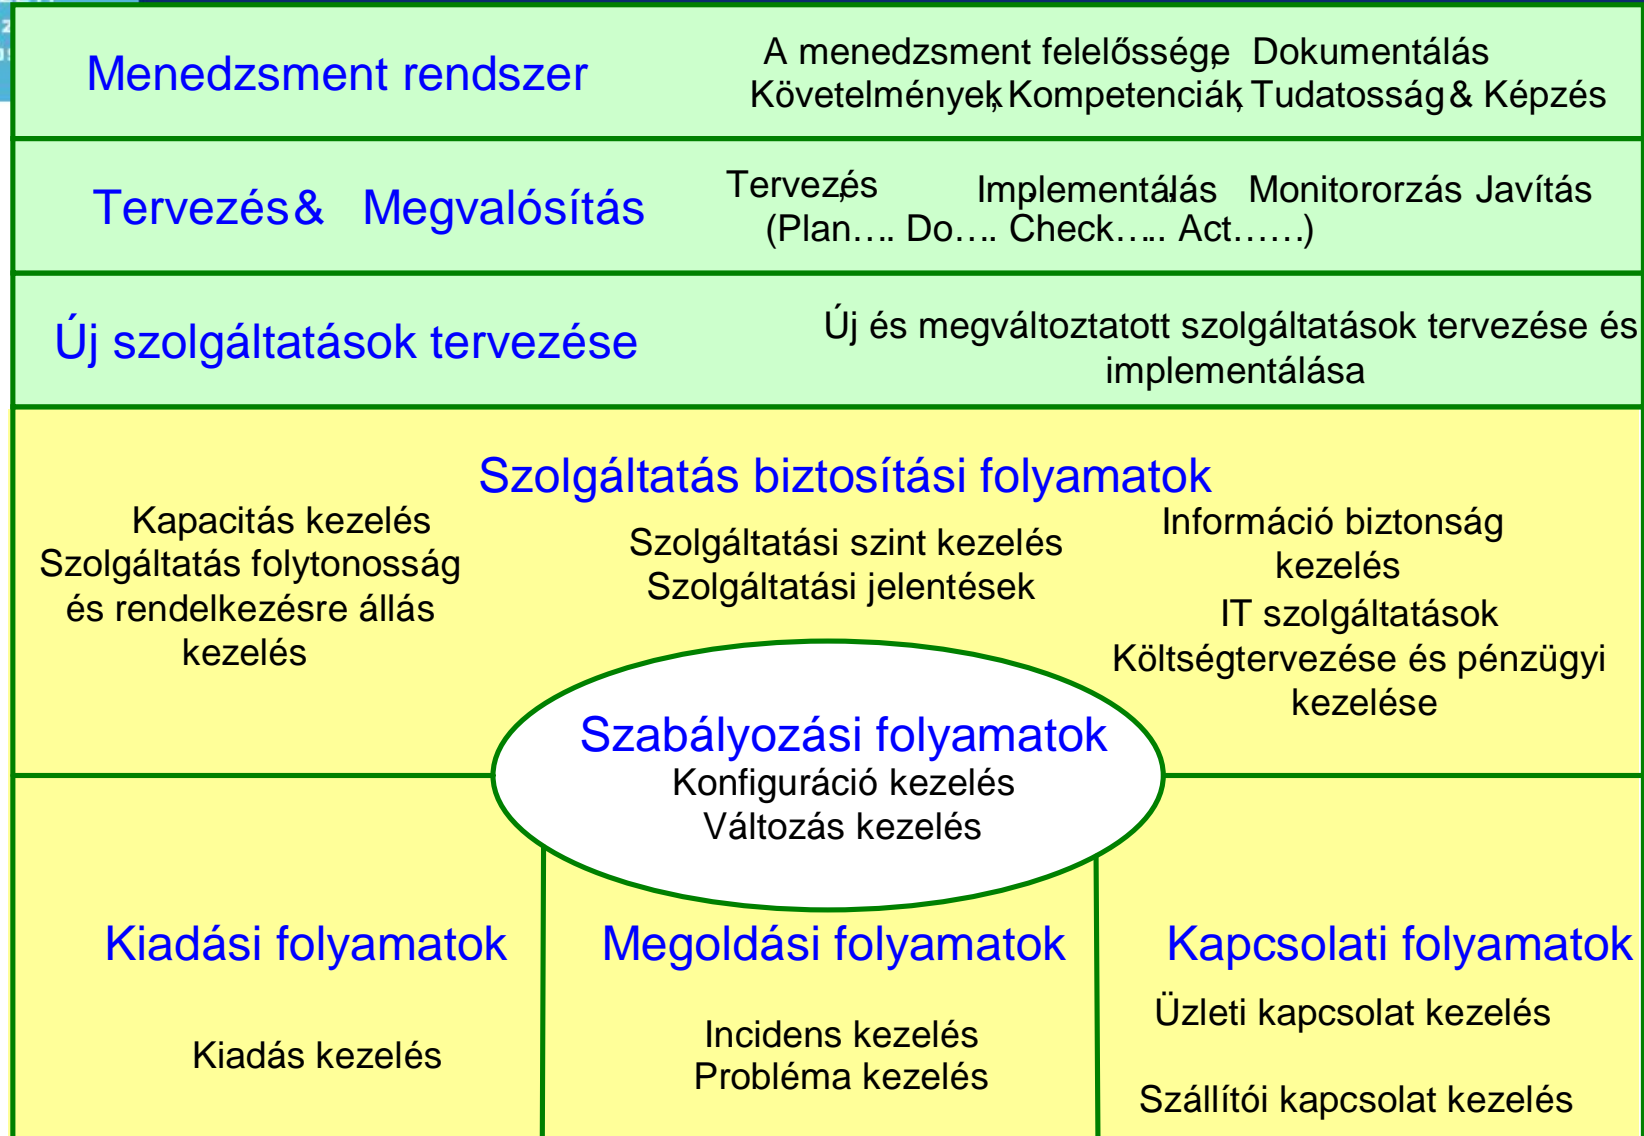 Menedzsment rendszer
A menedzsment felelőssége, Dokumentálás
Követelmények, Kompetenciák, Tudatosság & Képzés
Tervezés & Megvalósítás
Tervezés, Implementálás, Monitororzás Javítás
(Plan…. Do…. Check….. Act……)
Új szolgáltatások tervezése
Új és megváltoztatott szolgáltatások tervezése és
implementálása
Szolgáltatás biztosítási folyamatok
Kapacitás kezelés
Szolgáltatás folytonosság
és rendelkezésre állás
kezelés
Szolgáltatási szint kezelés
Szolgáltatási jelentések
Információ biztonság
kezelés
IT szolgáltatások
Költségtervezése és pénzügyi
kezelése
Szabályozási folyamatok
Konfiguráció kezelés
Változás kezelés
Kiadási folyamatok
Kiadás kezelés
Megoldási folyamatok
Incidens kezelés
Probléma kezelés
Kapcsolati folyamatok
Üzleti kapcsolat kezelés
Szállítói kapcsolat kezelés